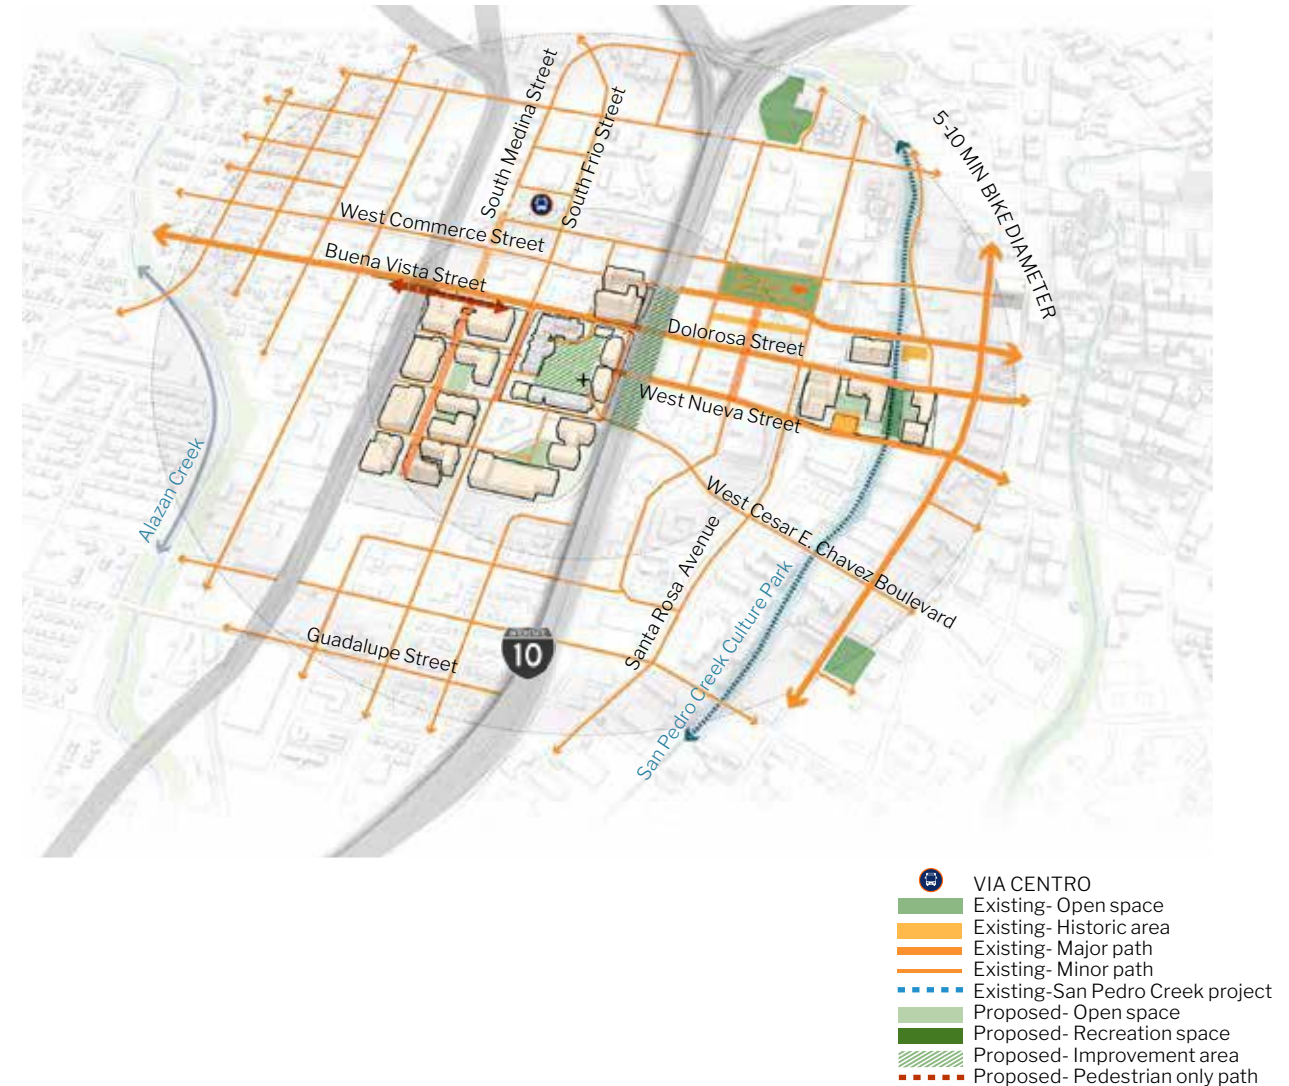 South Medina Street
South Frio Street
5-10 MIN BIKE DIAMETER
West Commerce Street
Buena Vista Street
Dolorosa Street
West Nueva Street
Alazan Creek
West Cesar E. Chavez Boulevard
Santa Rosa Avenue
San Pedro Creek Culture Park
Guadalupe Street
INTERSTATE
10
VIA CENTRO
Existing- Open space
Existing- Historic area
Existing- Major path
Existing- Minor path
Existing-San Pedro Creek project
Proposed- Open space
Proposed- Recreation space
Proposed- Improvement area
Proposed- Pedestrian only path